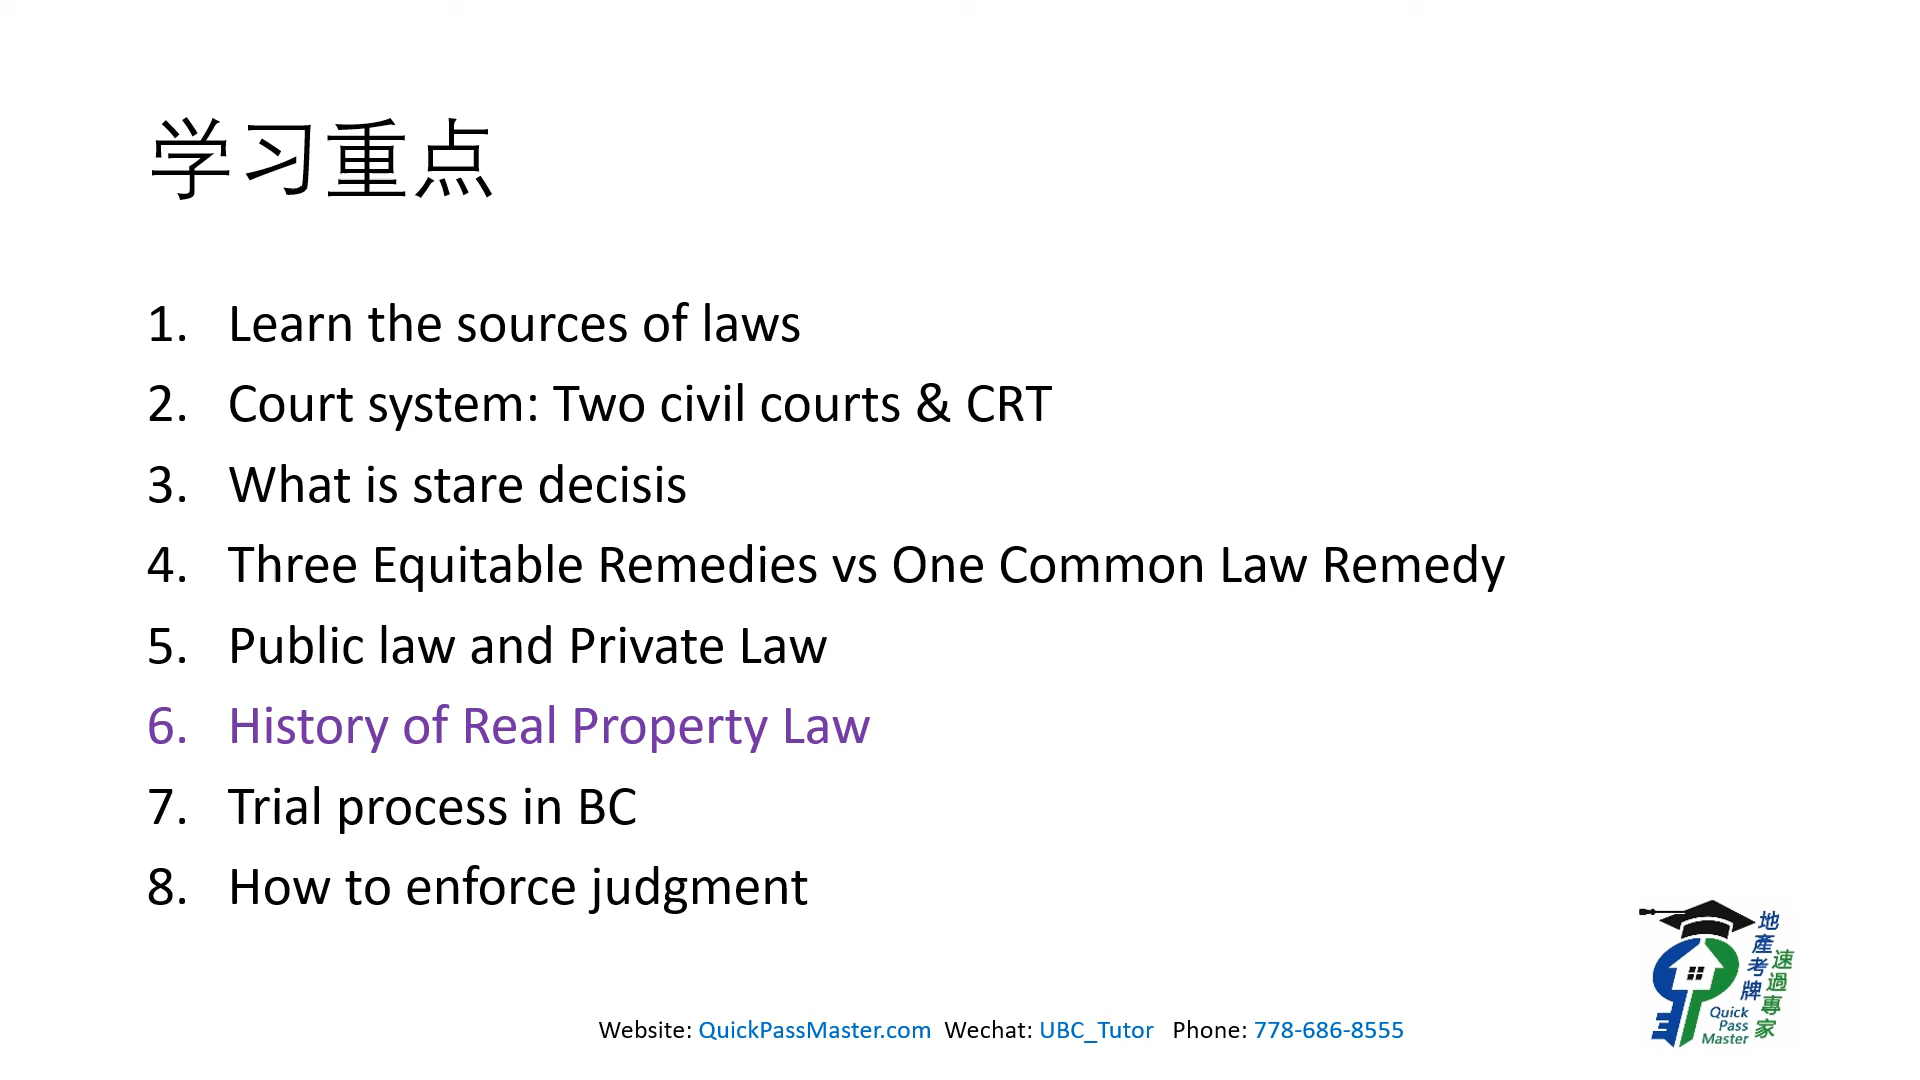 学习重点
1. Learn the sources of laws
2. Court system: Two civil courts & CRT
3. What is stare decisis
4. Three Equitable Remedies vs One Common Law Remedy
5. Public law and Private Law
6. History of Real Property Law
7. Trial process in BC
8. How to enforce judgment
Website: QuickPassMaster.com Wechat: UBC_Tutor Phone: 778-686-8555
地產考牌
速過專家
Quick
Pass
Master